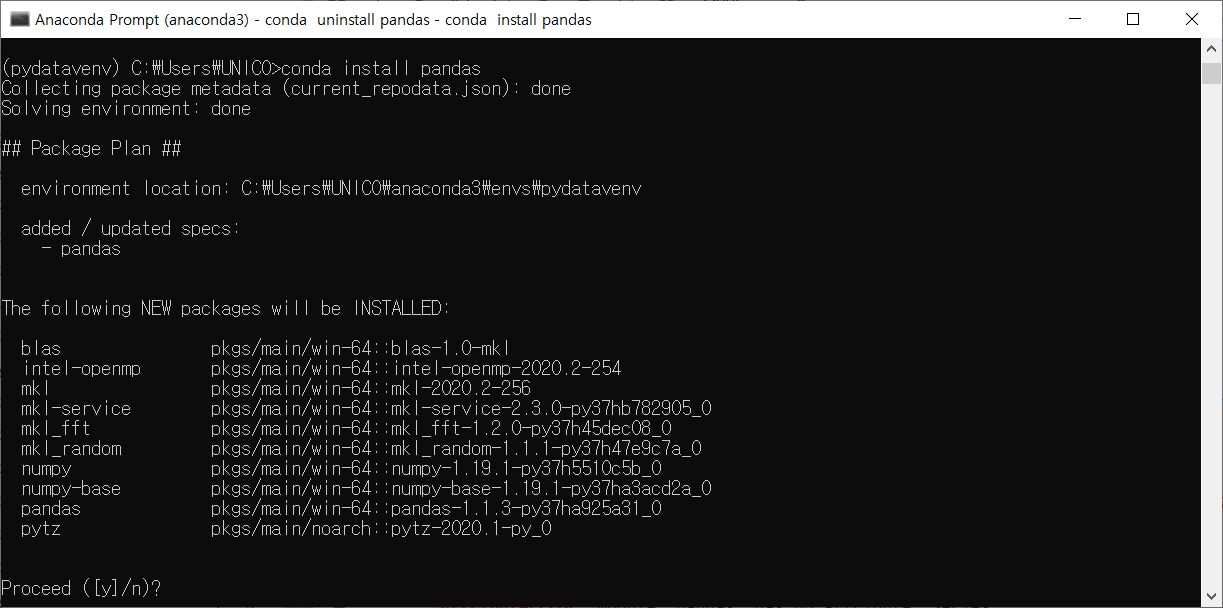 Anaconda Prompt (anaconda3) - conda  uninstall pandas - conda  install pandas
(pydatavenv) C:₩Users₩UNICO>conda install pandas
Collecting package metadata (current_repodata.json): done
Solving environment: done
## Package Plan ##
environment location: C:₩Users₩UNICO₩anaconda3₩envs₩pydatavenv
added / updated specs:
- pandas
The following NEW packages will be INSTALLED:
blas pkgs/main/win-64::blas-1.0-mkl
intel-openmp pkgs/main/win-64::intel-openmp-2020.2-254
mkl pkgs/main/win-64::mkl-2020.2-256
mkl-service pkgs/main/win-64::mkl-service-2.3.0-py37hb782905_0
mkl_fft pkgs/main/win-64::mkl_fft-1.2.0-py37h45dec08_0
mkl_random pkgs/main/win-64::mkl_random-1.1.1-py37h47e9c7a_0
numpy pkgs/main/win-64::numpy-1.19.1-py37h5510c5b_0
numpy-base pkgs/main/win-64::numpy-base-1.19.1-py37ha3acd2a_0
pandas pkgs/main/win-64::pandas-1.1.3-py37ha925a31_0
pytz pkgs/main/noarch::pytz-2020.1-py_0
Proceed ([y]/n)?